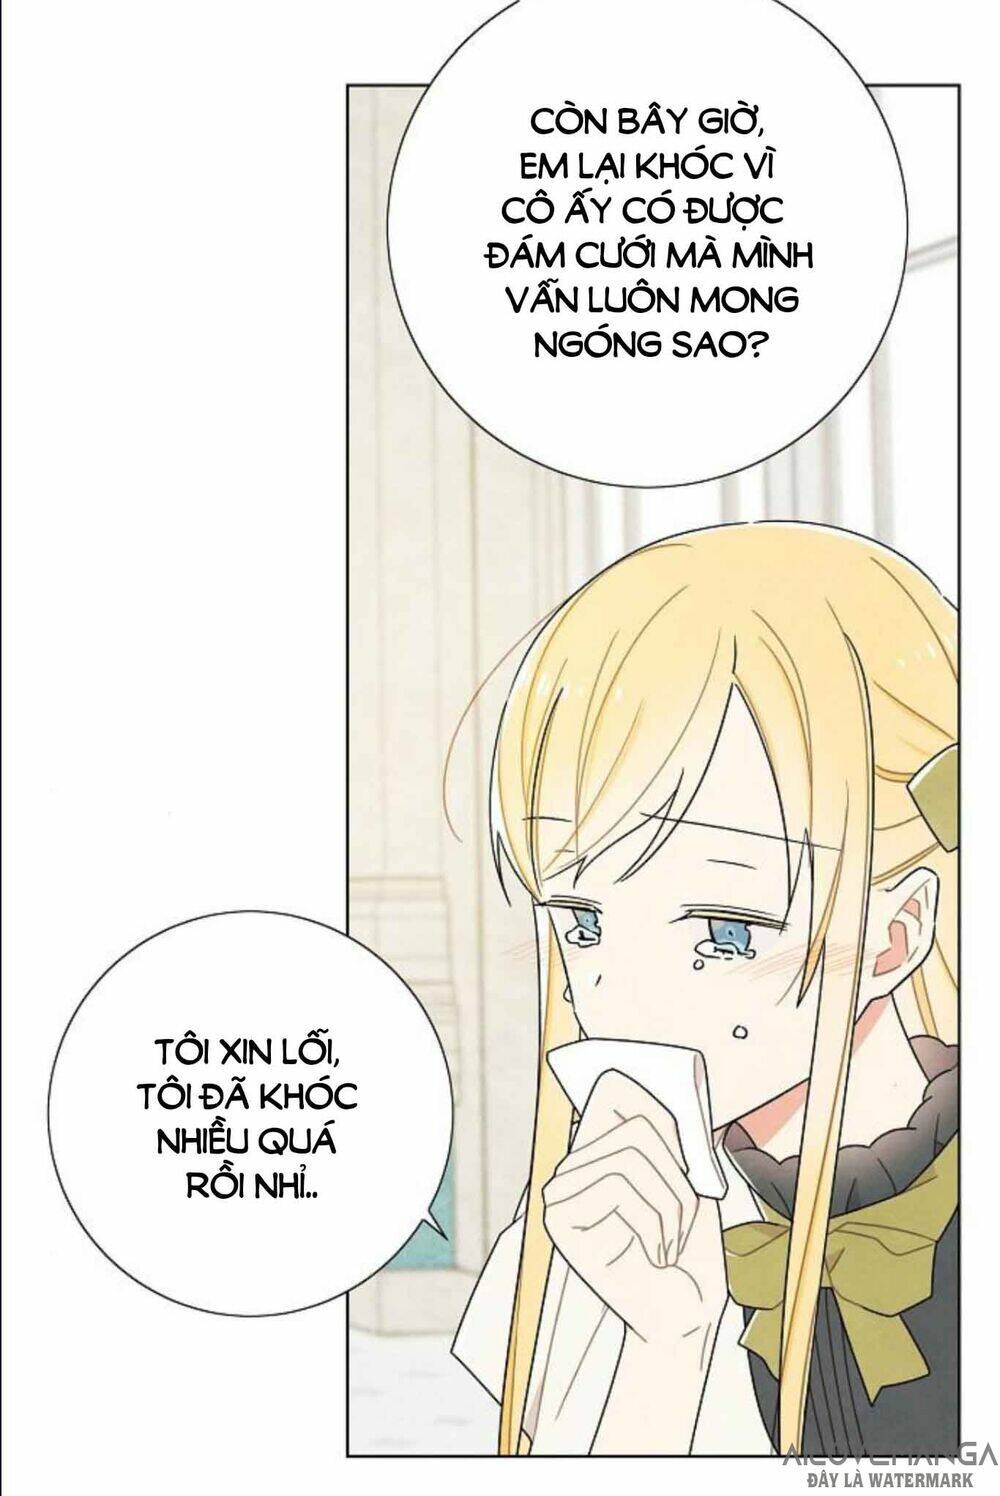 CÒN BÂY GIỜ,
EM LẠI KHÓC VÌ
CÔ ẤY CÓ ĐƯỢC
ĐÁM CƯỚI MÀ MÌNH
VẪN LUÔN MONG
NGÓNG SAO?
TÔI XIN LỖI,
TÔI ĐÃ KHÓC
NHIỀU QUÁ
RỒI NHỈ..
AICOVEMANGA
ĐÂY LÀ WATERMARK